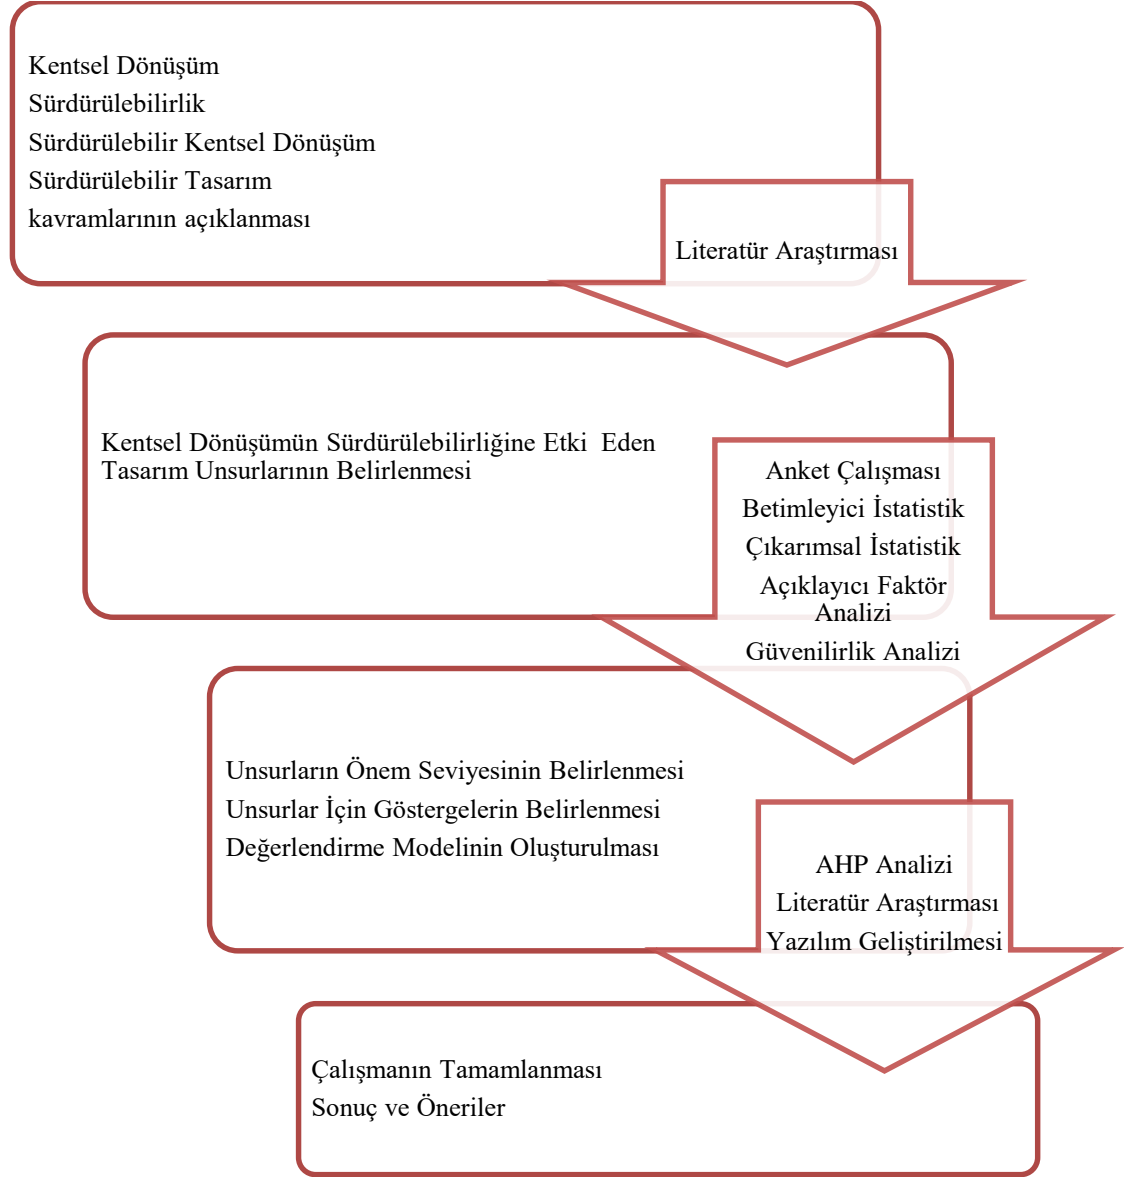 Kentsel Dönüşüm
Sürdürülebilirlik
Sürdürülebilir Kentsel Dönüşüm
Sürdürülebilir Tasarım
kavramlarının açıklanması
Literatür Araştırması
Kentsel Dönüşümün Sürdürülebilirliğine Etki  Eden
Tasarım Unsurlarının Belirlenmesi
Anket Çalışması
Betimleyici İstatistik
Çıkarımsal İstatistik
Açıklayıcı Faktör
Analizi
Güvenilirlik Analizi
Unsurların Önem Seviyesinin Belirlenmesi
Unsurlar İçin Göstergelerin Belirlenmesi
Değerlendirme Modelinin Oluşturulması
AHP Analizi
Literatür Araştırması
Yazılım Geliştirilmesi
Çalışmanın Tamamlanması
Sonuç ve Öneriler